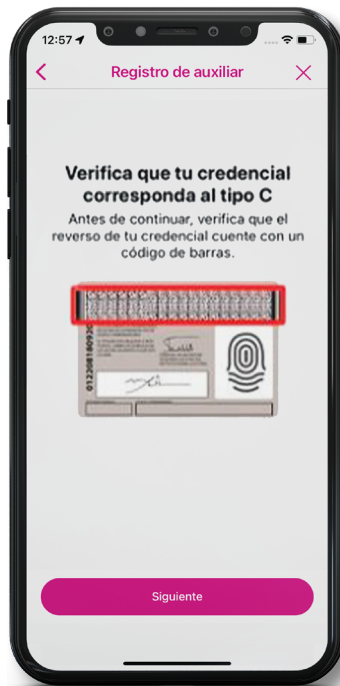 12:57
Registro de auxiliar
Verifica que tu credencial
corresponda al tipo C
Antes de continuar, verifica que el
reverso de tu credencial cuente con un
código de barras.
Siguiente